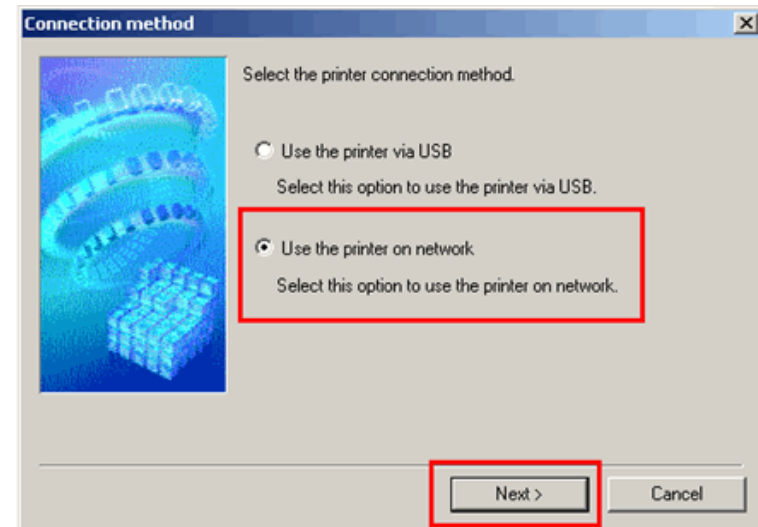 Connection method
Select the printer connection method.
Use the printer via USB
Select this option to use the printer via USB.
Use the printer on network
Select this option to use the printer on network.
Next >
Cancel